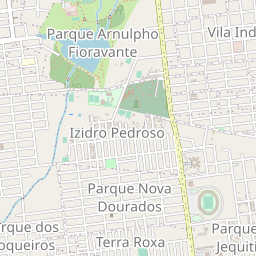 Parque Arnulpho
Fioravante
Vila Ind
Izidro Pedroso
Parque Nova
Dourados
rque dos
oqueiros
Terra Roxa
Parque
Jequiti